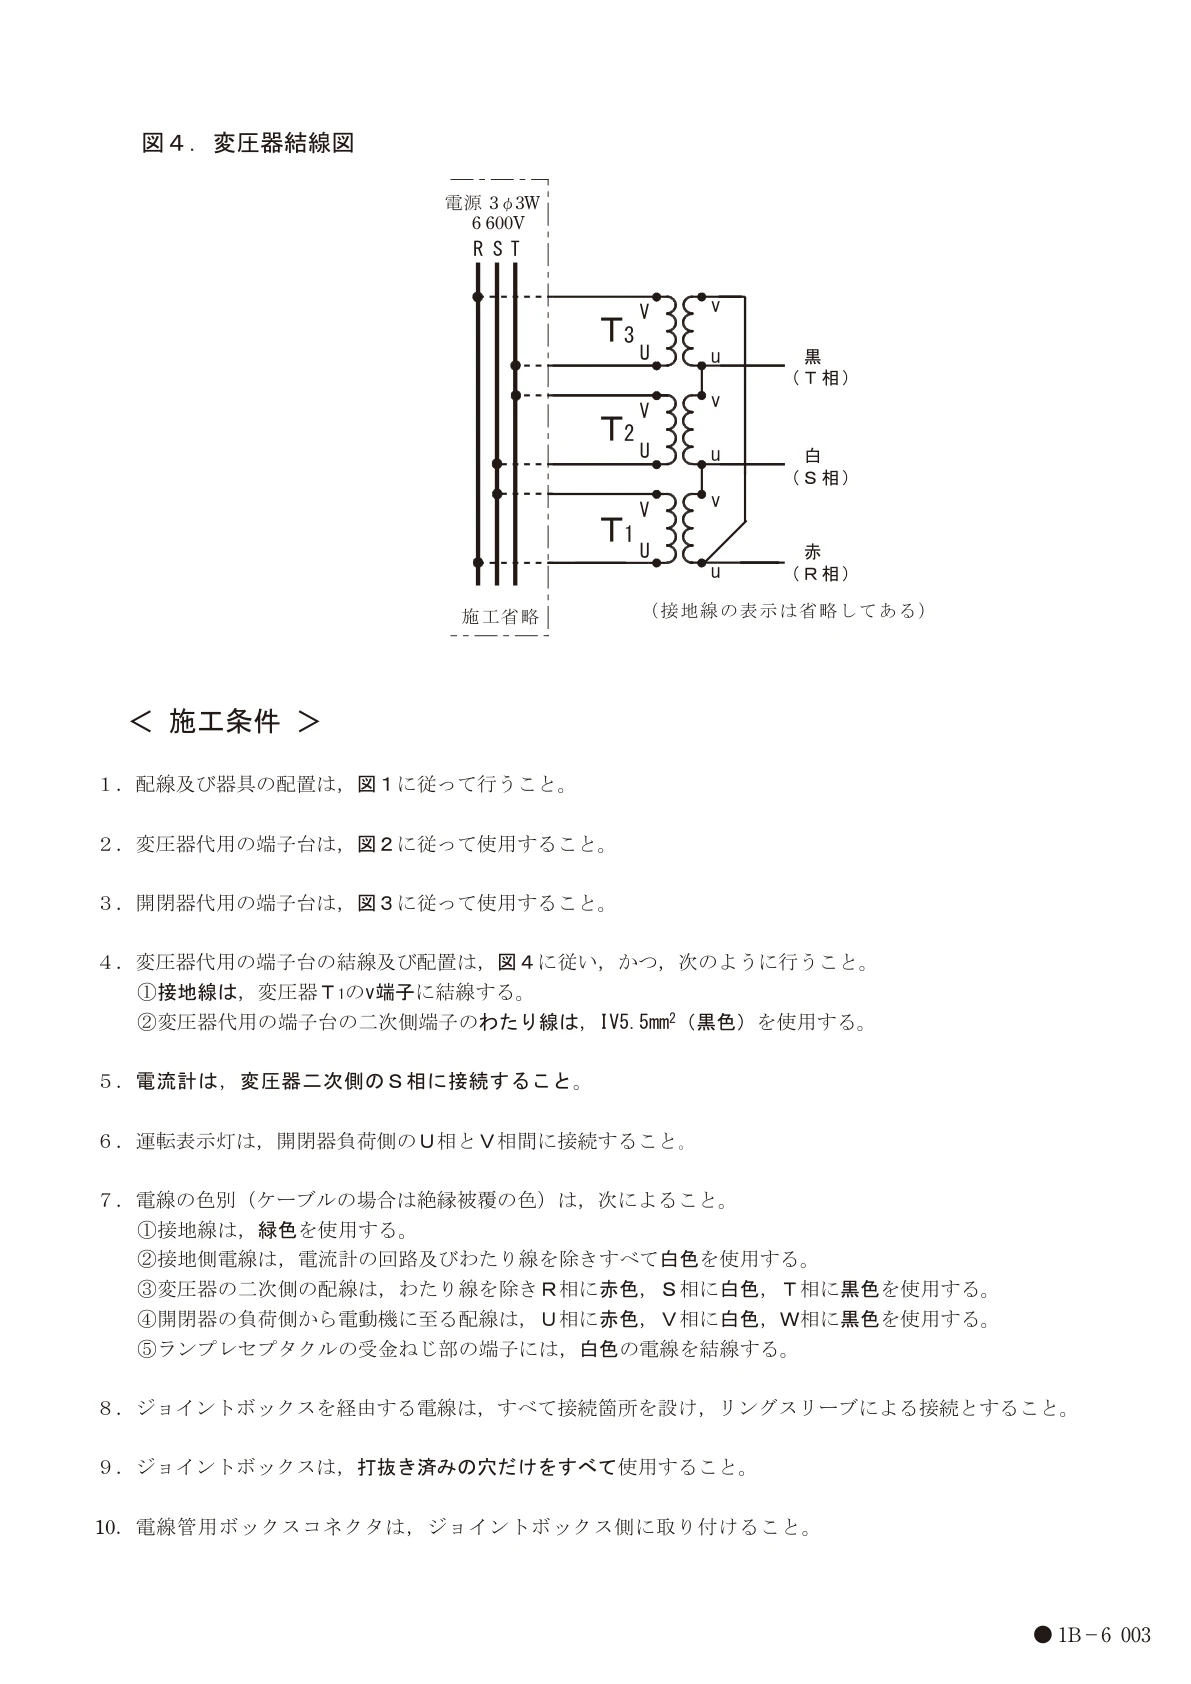 図４．変圧器結線図
電源 3φ3W
6 600V
R S T
V
T3
U
v
u
黒
（Ｔ相）
V
T2
U
v
u
白
（Ｓ相）
V
T1
U
v
u
赤
（Ｒ相）
施工省略
（接地線の表示は省略してある）
＜ 施工条件 ＞
１．配線及び器具の配置は，図１に従って行うこと。
２．変圧器代用の端子台は，図２に従って使用すること。
３．開閉器代用の端子台は，図３に従って使用すること。
４．変圧器代用の端子台の結線及び配置は，図４に従い，かつ，次のように行うこと。
①接地線は，変圧器Ｔ1のv端子に結線する。
②変圧器代用の端子台の二次側端子のわたり線は，IV5.5mm²（黒色）を使用する。
５．電流計は，変圧器二次側のＳ相に接続すること。
６．運転表示灯は，開閉器負荷側のＵ相とＶ相間に接続すること。
７．電線の色別（ケーブルの場合は絶縁被覆の色）は，次によること。
①接地線は，緑色を使用する。
②接地側電線は，電流計の回路及びわたり線を除きすべて白色を使用する。
③変圧器の二次側の配線は，わたり線を除きＲ相に赤色，Ｓ相に白色，Ｔ相に黒色を使用する。
④開閉器の負荷側から電動機に至る配線は，Ｕ相に赤色，Ｖ相に白色，Ｗ相に黒色を使用する。
⑤ランプレセプタクルの受金ねじ部の端子には，白色の電線を結線する。
８．ジョイントボックスを経由する電線は，すべて接続箇所を設け，リングスリーブによる接続とすること。
９．ジョイントボックスは，打抜き済みの穴だけをすべて使用すること。
10．電線管用ボックスコネクタは，ジョイントボックス側に取り付けること。
●1B－6 003